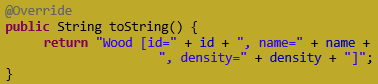 @Override
public String toString() {
return "Wood [id=" + id + ", name=" + name +
", density=" + density + "]";
}